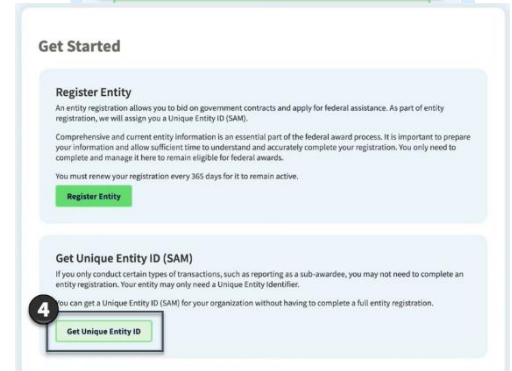 Get Started
Register Entity
An entity registration allows you to bid on government contracts and apply for federal assistance. As part of entity
registration, we will assign you a Unique Entity ID (SAM).
Comprehensive and current entity information is an essential part of the federal award process. It is important to prepare
your information and allow sufficient time to understand and accurately complete your registration. You only need to
complete and manage it here to remain eligible for federal awards.
You must renew your registration every 365 days for it to remain active.
Register Entity
Get Unique Entity ID (SAM)
If you only conduct certain types of transactions, such as reporting as a sub-awardee, you may not need to complete an
entity registration. Your entity may only need a Unique Entity Identifier.
4
You can get a Unique Entity ID (SAM) for your organization without having to complete a full entity registration.
Get Unique Entity ID